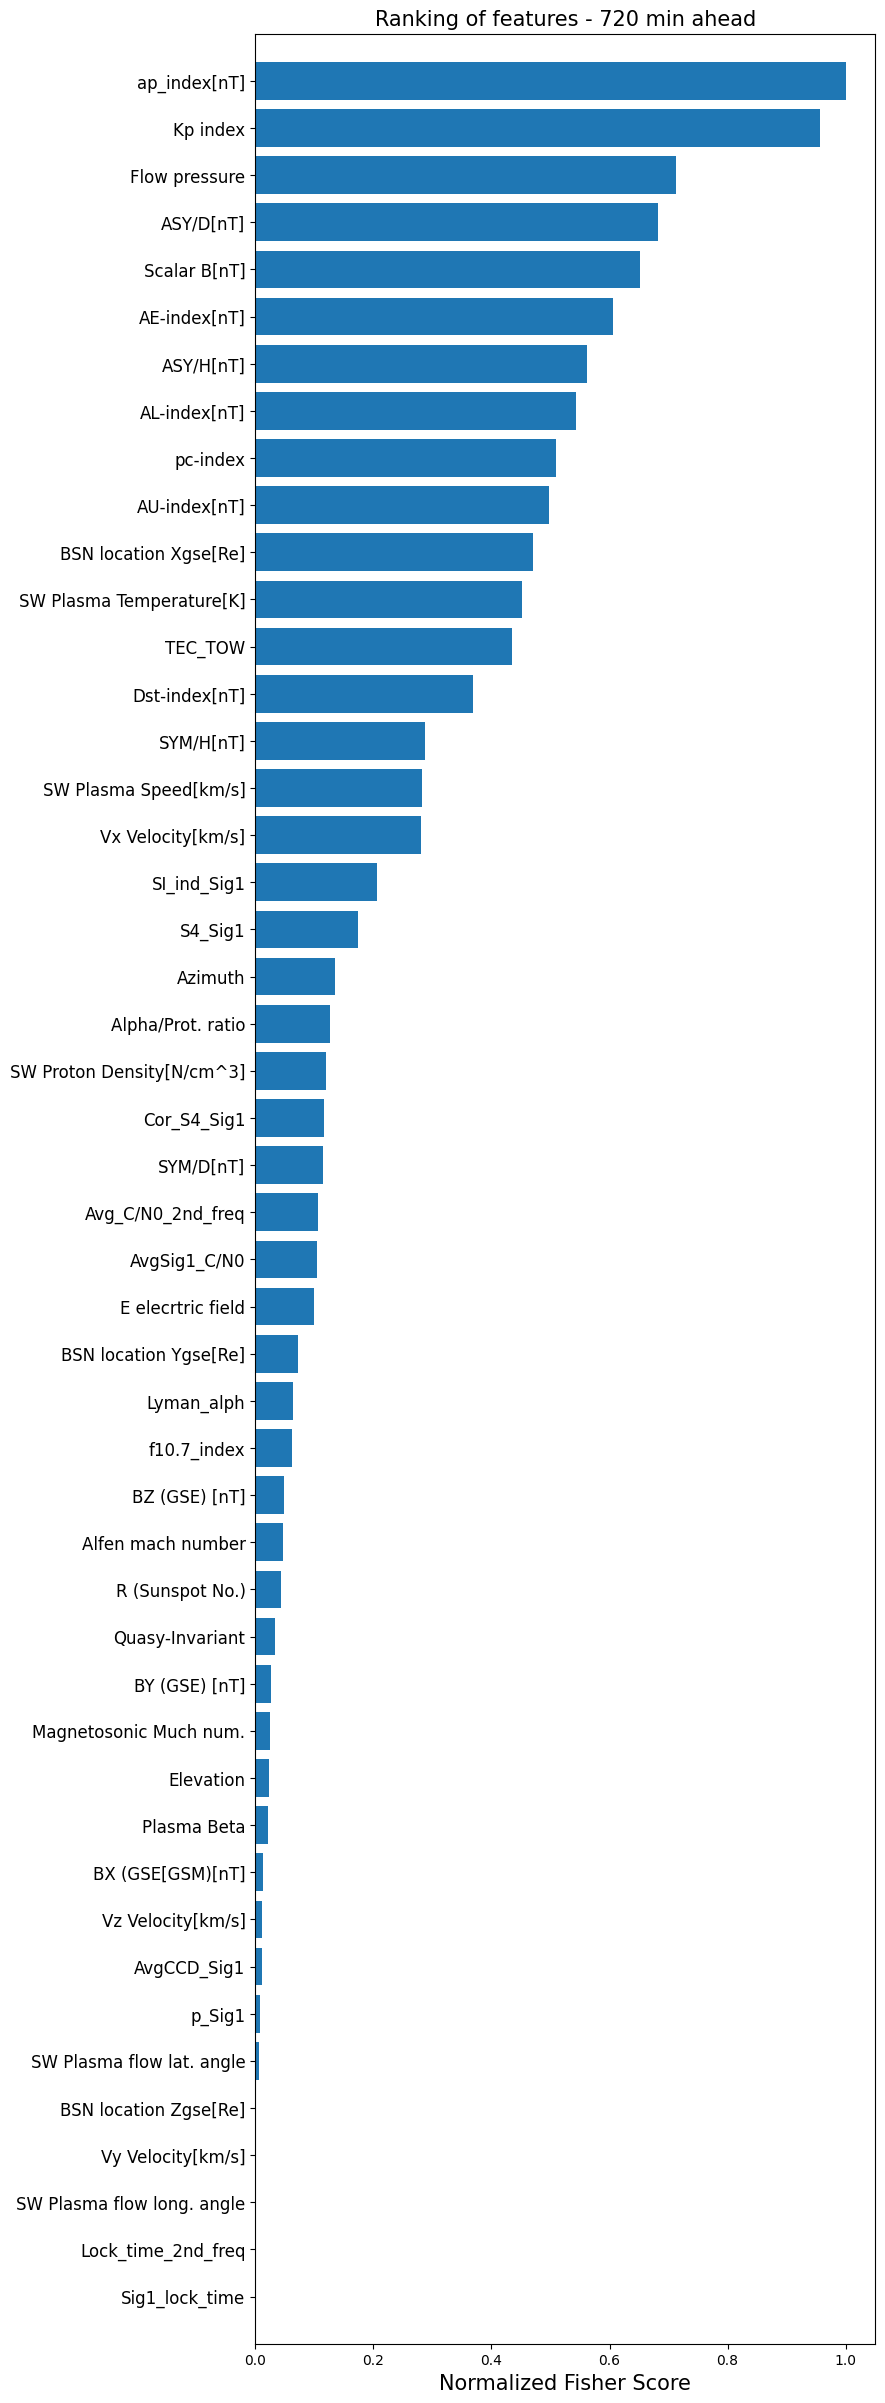 Ranking of features - 720 min ahead
ap_index[nT]
Kp index
Flow pressure
ASY/D[nT]
Scalar B[nT]
AE-index[nT]
ASY/H[nT]
AL-index[nT]
pc-index
AU-index[nT]
BSN location Xgse[Re]
SW Plasma Temperature[K]
TEC_TOW
Dst-index[nT]
SYM/H[nT]
SW Plasma Speed[km/s]
Vx Velocity[km/s]
SI_ind_Sig1
S4_Sig1
Azimuth
Alpha/Prot. ratio
SW Proton Density[N/cm^3]
Cor_S4_Sig1
SYM/D[nT]
Avg_C/N0_2nd_freq
AvgSig1_C/N0
E elecrtric field
BSN location Ygse[Re]
Lyman_alph
f10.7_index
BZ (GSE) [nT]
Alfen mach number
R (Sunspot No.)
Quasy-Invariant
BY (GSE) [nT]
Magnetosonic Much num.
Elevation
Plasma Beta
BX (GSE[GSM)[nT]
Vz Velocity[km/s]
AvgCCD_Sig1
p_Sig1
SW Plasma flow lat. angle
BSN location Zgse[Re]
Vy Velocity[km/s]
SW Plasma flow long. angle
Lock_time_2nd_freq
Sig1_lock_time
0.0 0.2 0.4 0.6 0.8 1.0
Normalized Fisher Score